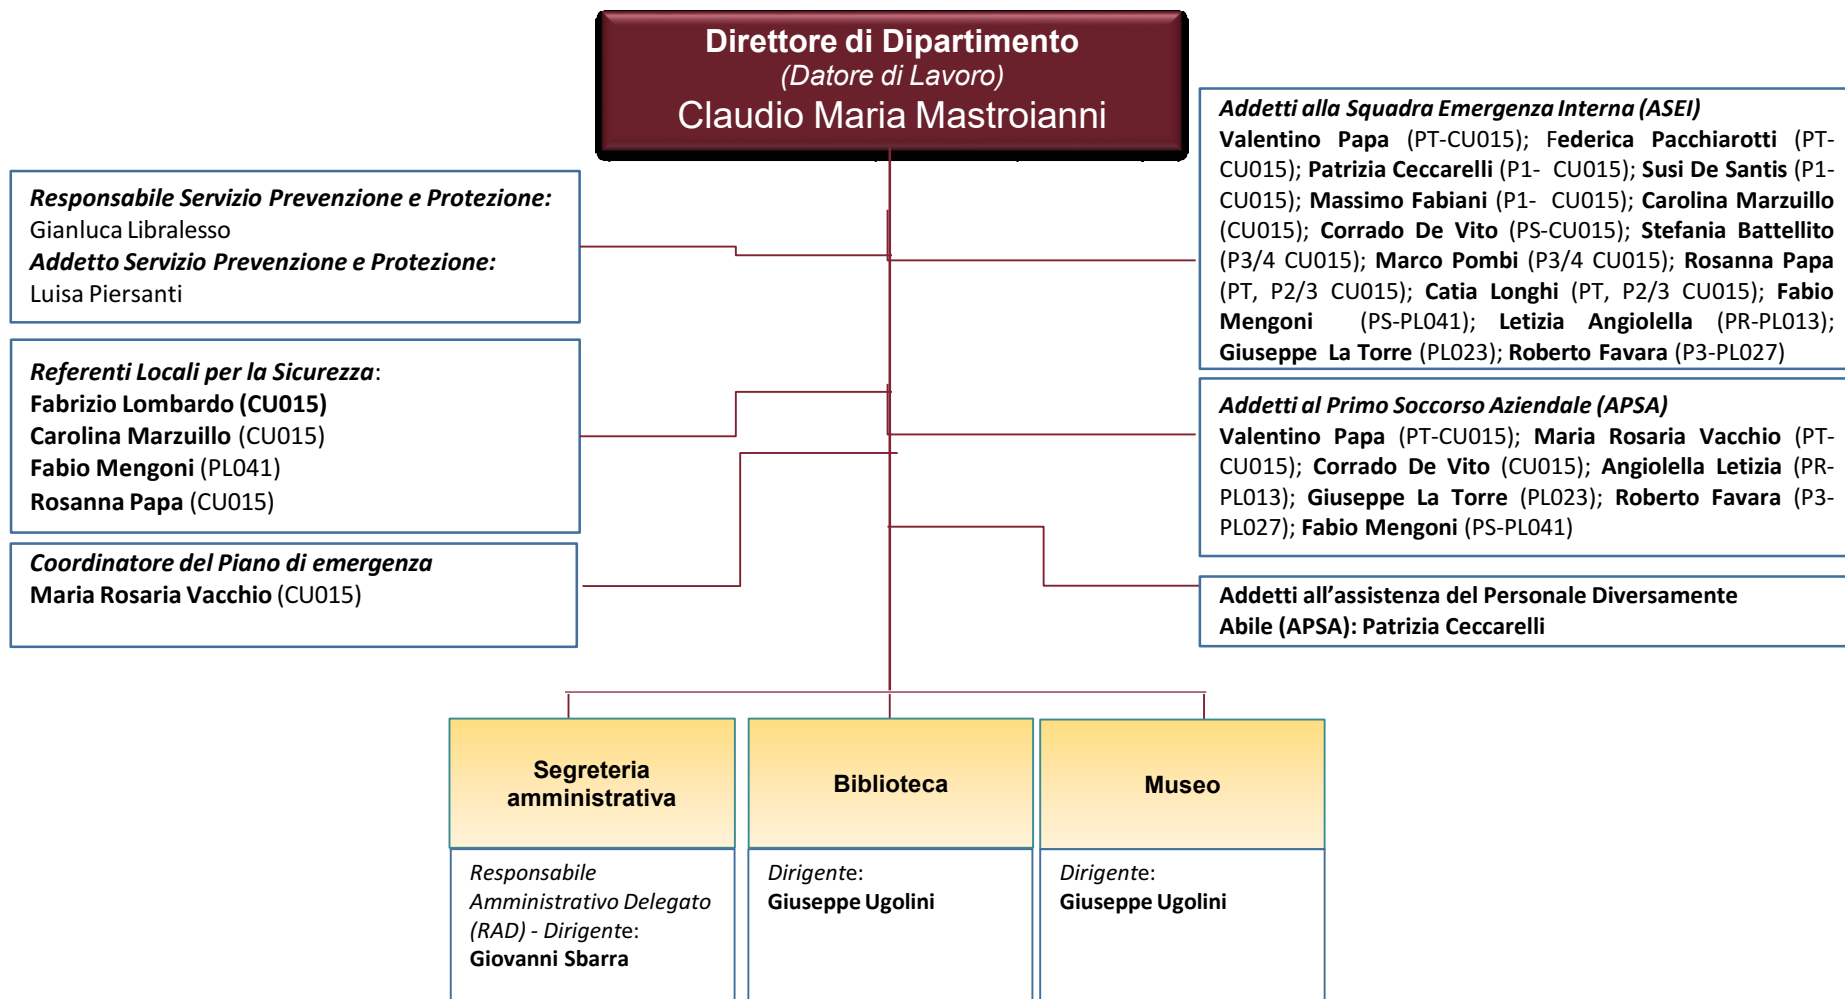 Direttore di Dipartimento
(Datore di Lavoro)
Claudio Maria Mastroianni
Responsabile Servizio Prevenzione e Protezione:
Gianluca Libralesso
Addetto Servizio Prevenzione e Protezione:
Luisa Piersanti
Referenti Locali per la Sicurezza:
Fabrizio Lombardo (CU015)
Carolina Marzuillo (CU015)
Fabio Mengoni (PL041)
Rosanna Papa (CU015)
Coordinatore del Piano di emergenza
Maria Rosaria Vacchio (CU015)
Addetti alla Squadra Emergenza Interna (ASEI)
Valentino Papa (PT-CU015); Federica Pacchiarotti (PT-
CU015); Patrizia Ceccarelli (P1- CU015); Susi De Santis (P1-
CU015); Massimo Fabiani (P1- CU015); Carolina Marzuillo
(CU015); Corrado De Vito (PS-CU015); Stefania Battellito
(P3/4 CU015); Marco Pombi (P3/4 CU015); Rosanna Papa
(PT, P2/3 CU015); Catia Longhi (PT, P2/3 CU015); Fabio
Mengoni (PS-PL041); Letizia Angiolella (PR-PL013);
Giuseppe La Torre (PL023); Roberto Favara (P3-PL027)
Addetti al Primo Soccorso Aziendale (APSA)
Valentino Papa (PT-CU015); Maria Rosaria Vacchio (PT-
CU015); Corrado De Vito (CU015); Angiolella Letizia (PR-
PL013); Giuseppe La Torre (PL023); Roberto Favara (P3-
PL027); Fabio Mengoni (PS-PL041)
Addetti all’assistenza del Personale Diversamente
Abile (APSA): Patrizia Ceccarelli
Segreteria
amministrativa
Responsabile
Amministrativo Delegato
(RAD) - Dirigente:
Giovanni Sbarra
Biblioteca
Dirigente:
Giuseppe Ugolini
Museo
Dirigente:
Giuseppe Ugolini